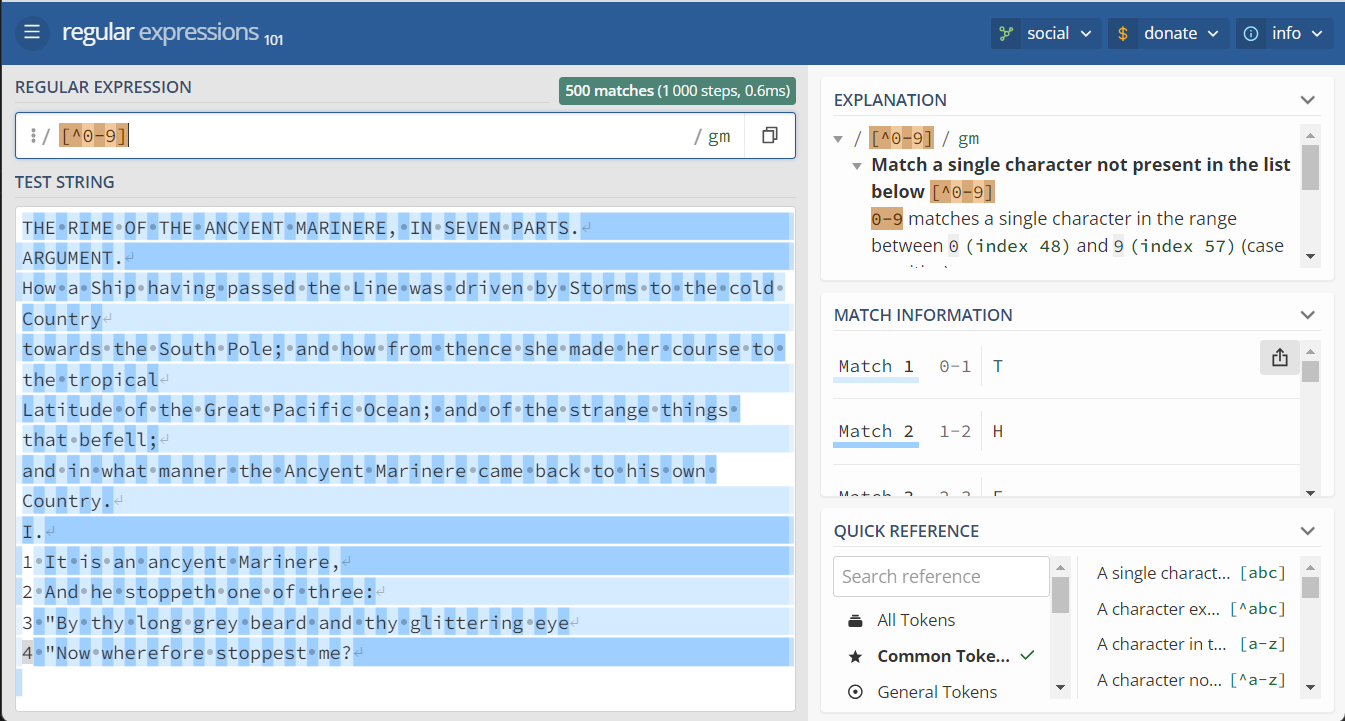 regular expressions 101
social
donate
info
REGULAR EXPRESSION
500 matches (1 000 steps, 0.6ms)
/ [^0-9]
/ gm
TEST STRING
THE RIME OF THE ANCYENT MARINERE, IN SEVEN PARTS.
ARGUMENT.
How a Ship having passed the Line was driven by Storms to the cold
Country
towards the South Pole; and how from thence she made her course to
the tropical
Latitude of the Great Pacific Ocean; and of the strange things
that befell;
and in what manner the Ancyent Marinere came back to his own
Country.
I.
1 It is an ancyent Marinere,
2 And he stoppeth one of three:
3 "By thy long grey beard and thy glittering eye
4 "Now wherefore stoppest me?
EXPLANATION
/ [^0-9] / gm
Match a single character not present in the list
below [^0-9]
0-9 matches a single character in the range
between 0 (index 48) and 9 (index 57) (case
MATCH INFORMATION
Match 1 0-1 T
Match 2 1-2 H
QUICK REFERENCE
Search reference
All Tokens
Common Toke...
General Tokens
A single charact... [abc]
A character ex... [^abc]
A character in t... [a-z]
A character no... [^a-z]